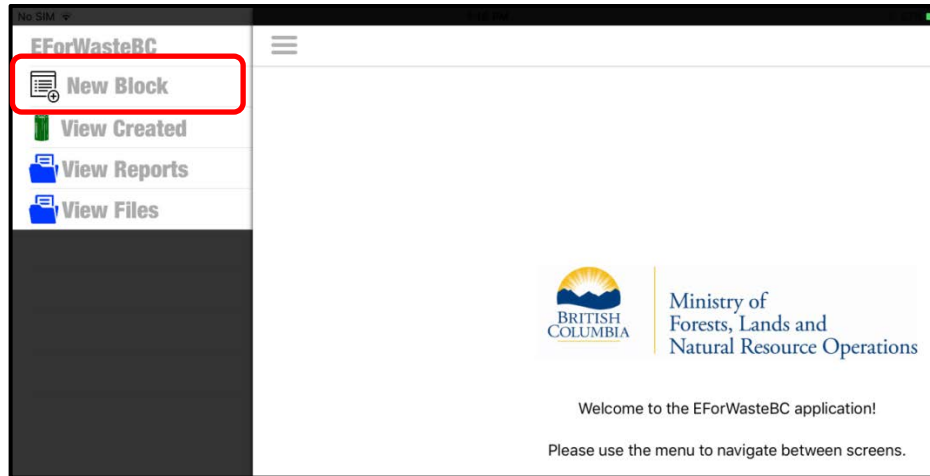 No SIM
EForWasteBC
New Block
View Created
View Reports
View Files
BRITISH
COLUMBIA
Ministry of
Forests, Lands and
Natural Resource Operations
Welcome to the EForWasteBC application!
Please use the menu to navigate between screens.